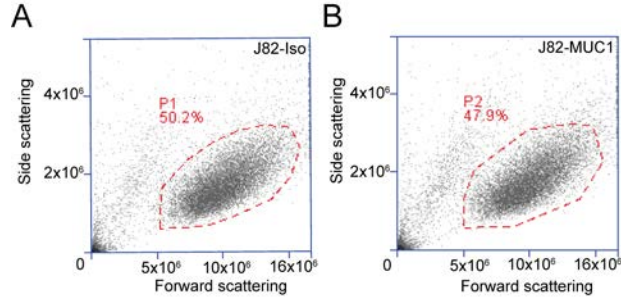 A
J82-Iso
P1
50.2%
Side scattering
4x10⁶
2x10⁶
0
5x10⁶
10x10⁶
16x10⁶
Forward scattering
B
J82-MUC1
P2
47.9%
Side scattering
4x10⁶
2x10⁶
0
5x10⁶
10x10⁶
16x10⁶
Forward scattering